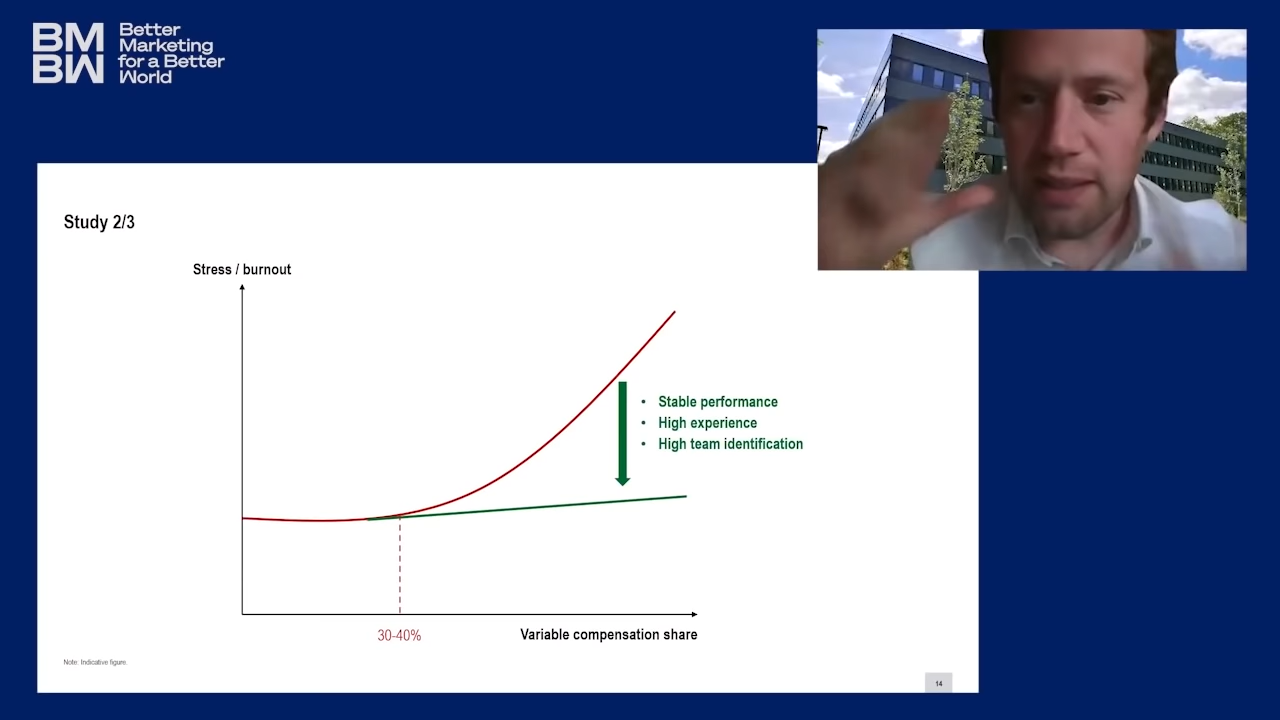 BM
BW
Better
Marketing
for a Better
World
Study 2/3
Stress / burnout
• Stable performance
• High experience
• High team identification
30-40%
Variable compensation share
Note: Indicative figure.
14